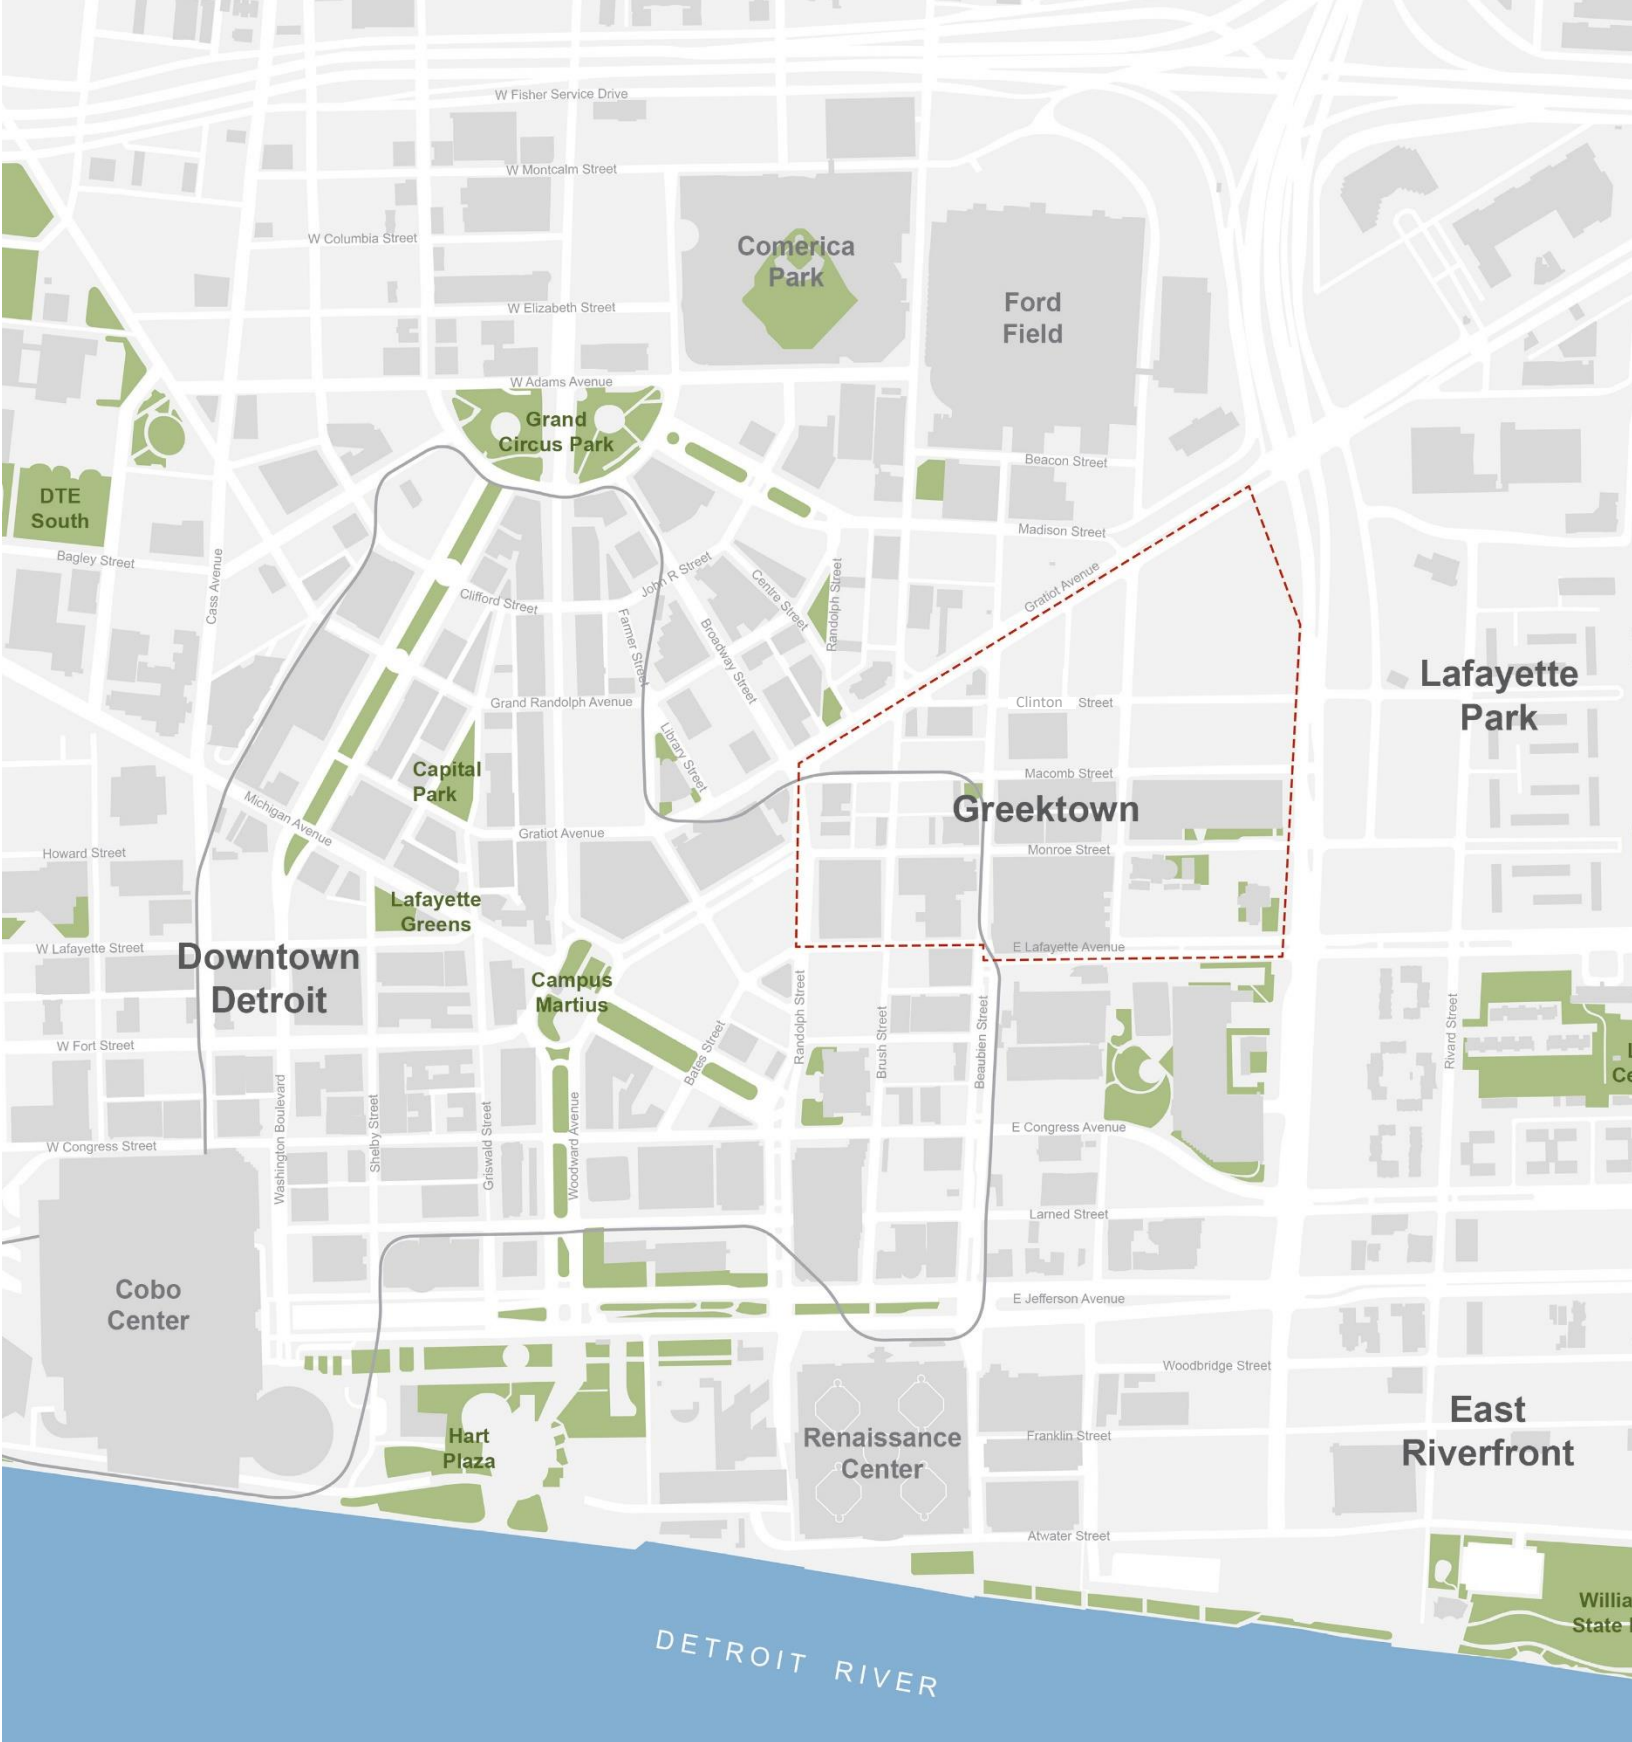 W Fisher Service Drive
W Montcalm Street
W Columbia Street
Comerica
Park
Ford
Field
W Elizabeth Street
W Adams Avenue
Grand
Circus Park
Beacon Street
DTE
South
Madison Street
Bagley Street
Cass Avenue
Clifford Street
John R Street
Centre Street
Randolph Street
Gratiot Avenue
Farmer Street
Broadway Street
Lafayette
Park
Grand Randolph Avenue
Clinton Street
Library Street
Capital
Park
Macomb Street
Greektown
Michigan Avenue
Gratiot Avenue
Monroe Street
Howard Street
Lafayette
Greens
W Lafayette Street
Downtown
Detroit
E Lafayette Avenue
Campus
Martius
Randolph Street
Brush Street
Beaubien Street
Rivard Street
W Fort Street
Bates Street
L
Ce
Washington Boulevard
Shelby Street
Griswald Street
Woodward Avenue
E Congress Avenue
W Congress Street
Larned Street
Cobo
Center
E Jefferson Avenue
Woodbridge Street
East
Riverfront
Hart
Plaza
Renaissance
Center
Franklin Street
Atwater Street
Willia
State
DETROIT RIVER